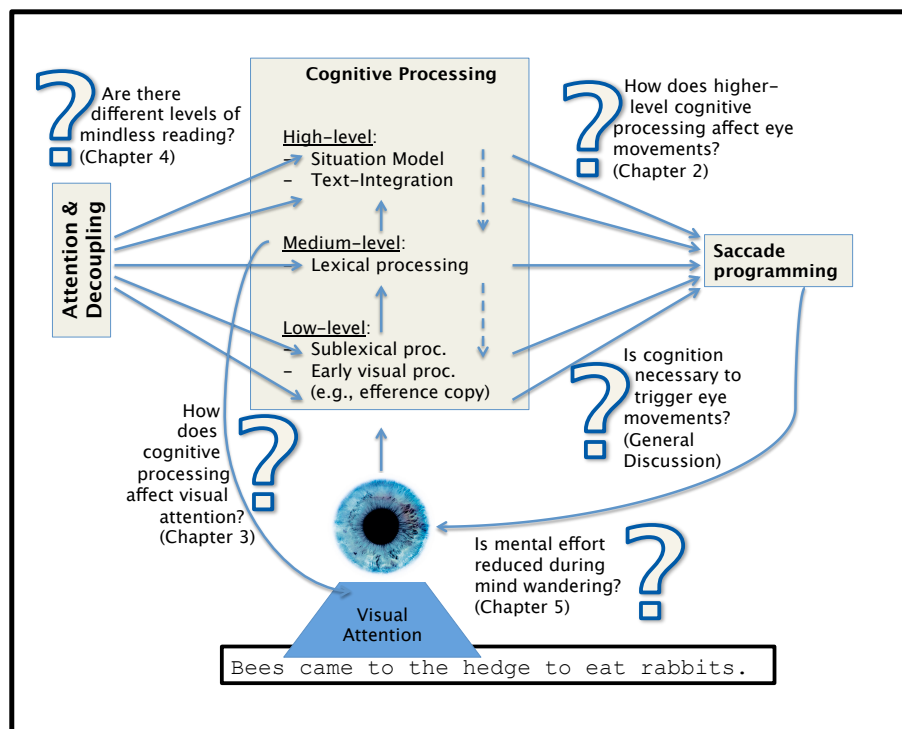 Cognitive Processing
Are there
different levels of
mindless reading?
(Chapter 4)
How does higher-
level cognitive
processing affect eye
movements?
(Chapter 2)
?
?
High-level:
- Situation Model
- Text-Integration
Attention &
Decoupling
Medium-level:
- Lexical processing
Saccade
programming
Low-level:
- Sublexical proc.
- Early visual proc.
(e.g., efference copy)
Is cognition
necessary to
trigger eye
movements?
(General
Discussion)
?
How
does
cognitive
processing
affect visual
attention?
(Chapter 3)
?
Is mental effort
reduced during
mind wandering?
(Chapter 5)
?
Visual
Attention
Bees came to the hedge to eat rabbits.